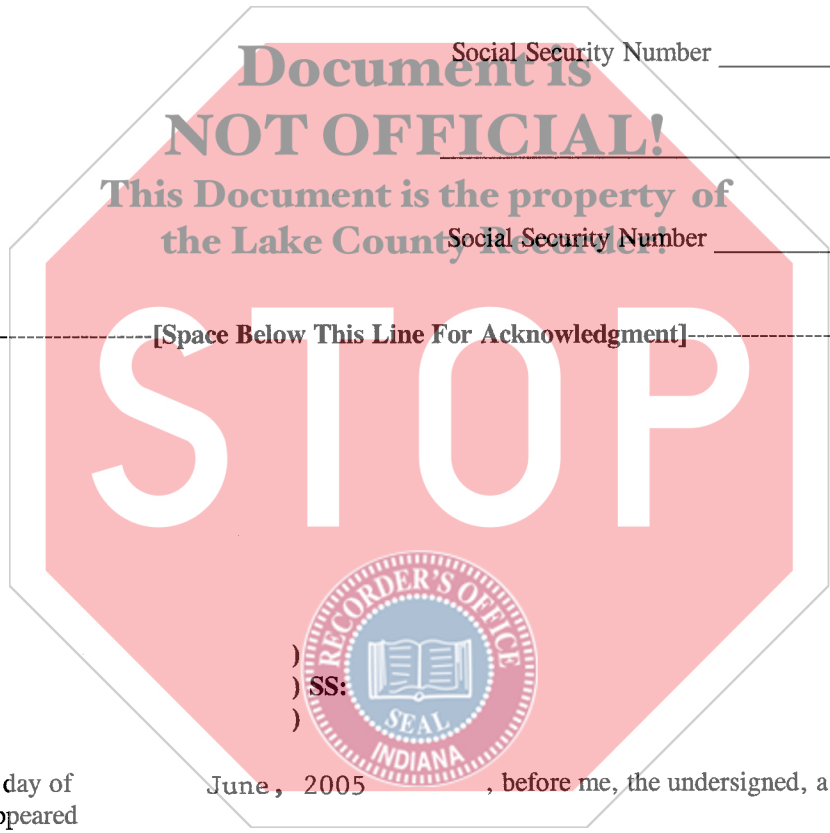 Social Security Number
Document is
NOT OFFICIAL!
This Document is the property of
the Lake County Recorder!
Social Security Number
[Space Below This Line For Acknowledgment]
STOP
RECORDER'S OFFICE
)
) SS:
)
SEAL
INDIANA
day of June, 2005 , before me, the undersigned, a
ppeared